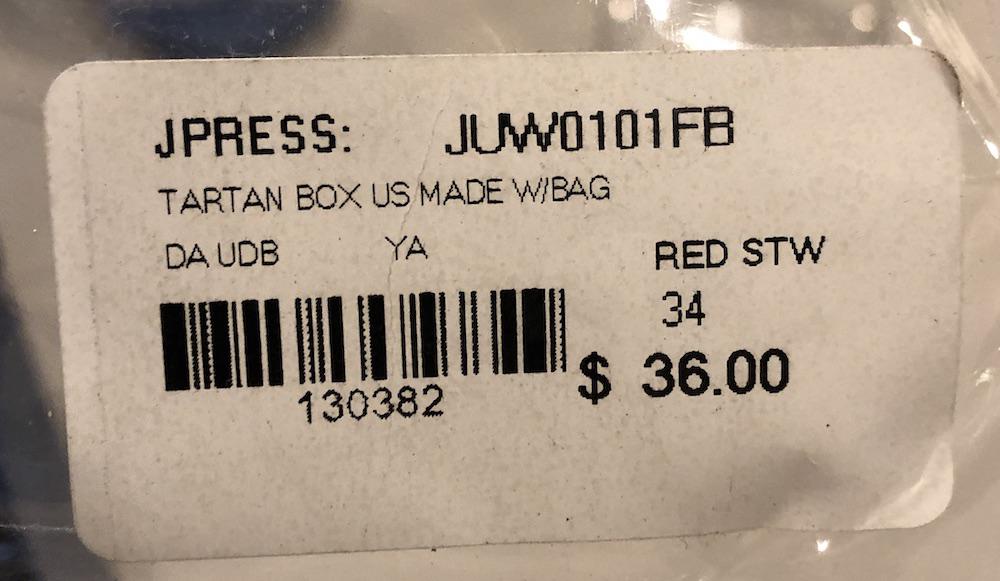 JPRESS: JUW0101FB
TARTAN BOX US MADE W/BAG
DA UDB YA RED STW
34
$ 36.00
130382